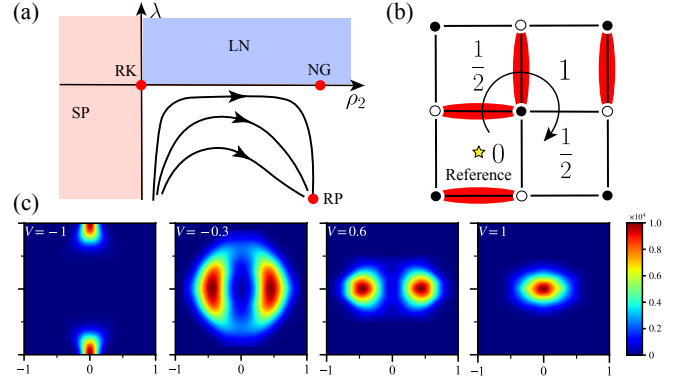 (a)
λ
LN
RK
NG
ρ₂
SP
RP
(b)
1/2
1
0
1/2
Reference
(c)
V = −1
V = −0.3
V = 0.6
V = 1
×10⁴
1.0
0.8
0.6
0.4
0.2
0
−1 0 1
−1 0 1
−1 0 1
−1 0 1